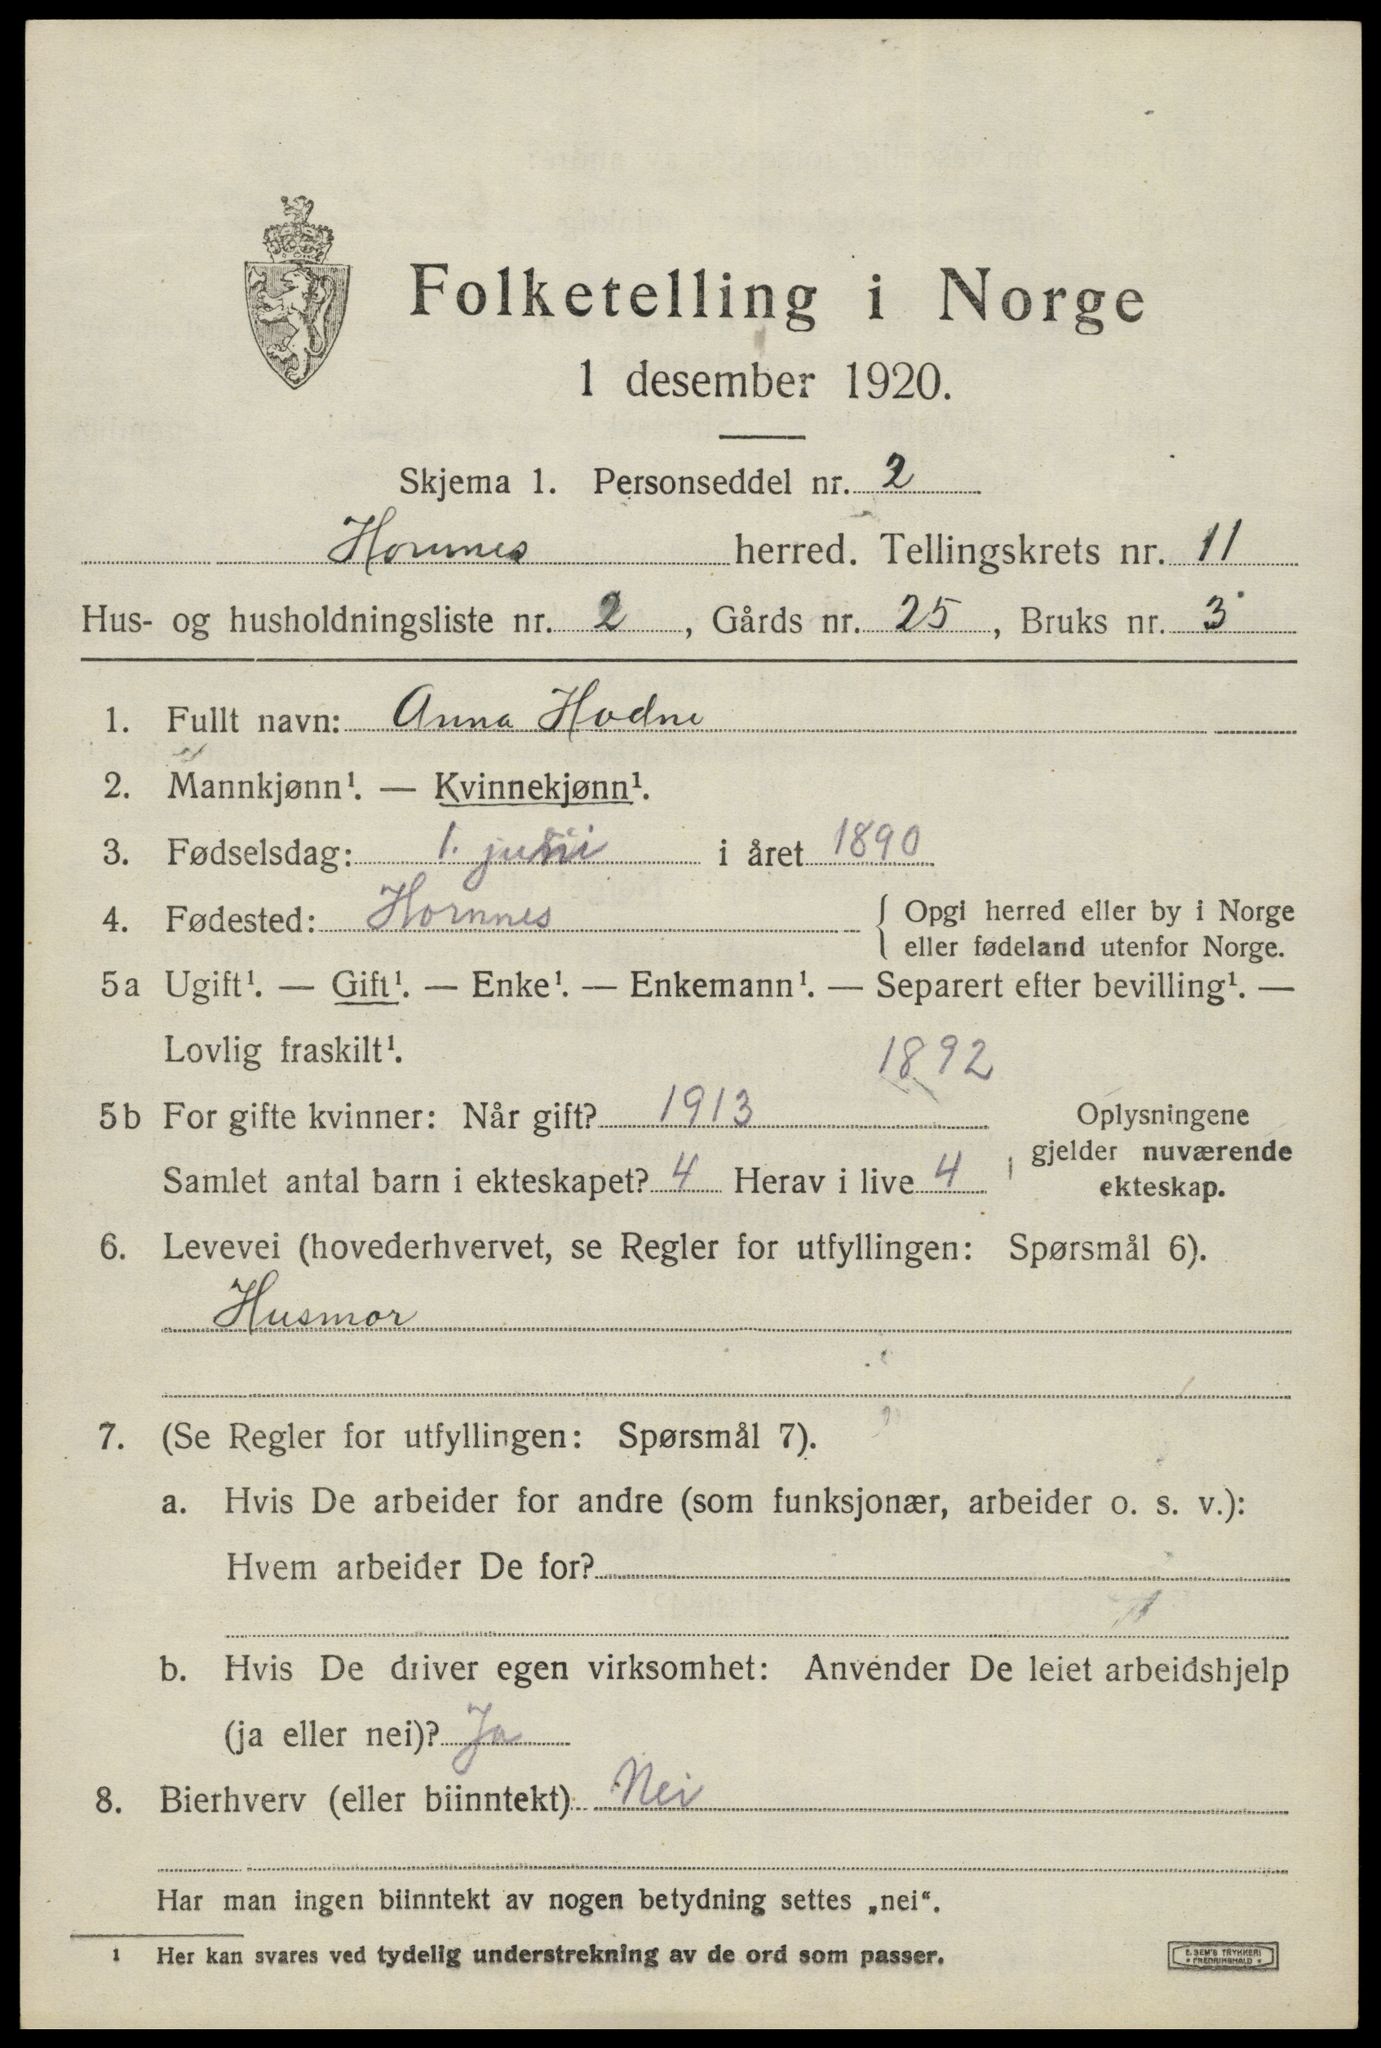 Folketelling i Norge
1 desember 1920.
Skjema 1. Personseddel nr. 2
Hornnes herred. Tellingskrets nr. 11
Hus- og husholdningsliste nr. 2, Gårds nr. 25, Bruks nr. 3
1. Fullt navn: Anna Hodne
2. Mannkjønn¹. — Kvinnekjønn¹.
3. Fødselsdag: 1. i året 1890
4. Fødested: Hornnes { Opgi herred eller by i Norge
eller fødeland utenfor Norge.
5a Ugift¹. — Gift¹. — Enke¹. — Enkemann¹. — Separert efter bevilling¹. —
Lovlig fraskilt¹. 1892
5b For gifte kvinner: Når gift? 1913 Oplysningene
gjelder nuværende
Samlet antal barn i ekteskapet? 4 Herav i live 4 ekteskap.
6. Levevei (hovederhvervet, se Regler for utfyllingen: Spørsmål 6).
Husmor
7. (Se Regler for utfyllingen: Spørsmål 7).
a. Hvis De arbeider for andre (som funksjonær, arbeider o. s. v.):
Hvem arbeider De for?
b. Hvis De driver egen virksomhet: Anvender De leiet arbeidshjelp
(ja eller nei)? Ja
8. Bierhverv (eller biinntekt) Nei
Har man ingen biinntekt av nogen betydning settes „nei“.
¹ Her kan svares ved tydelig understrekning av de ord som passer.
E. SEM'S TRYKKERI
* FREDRIKSHALD *